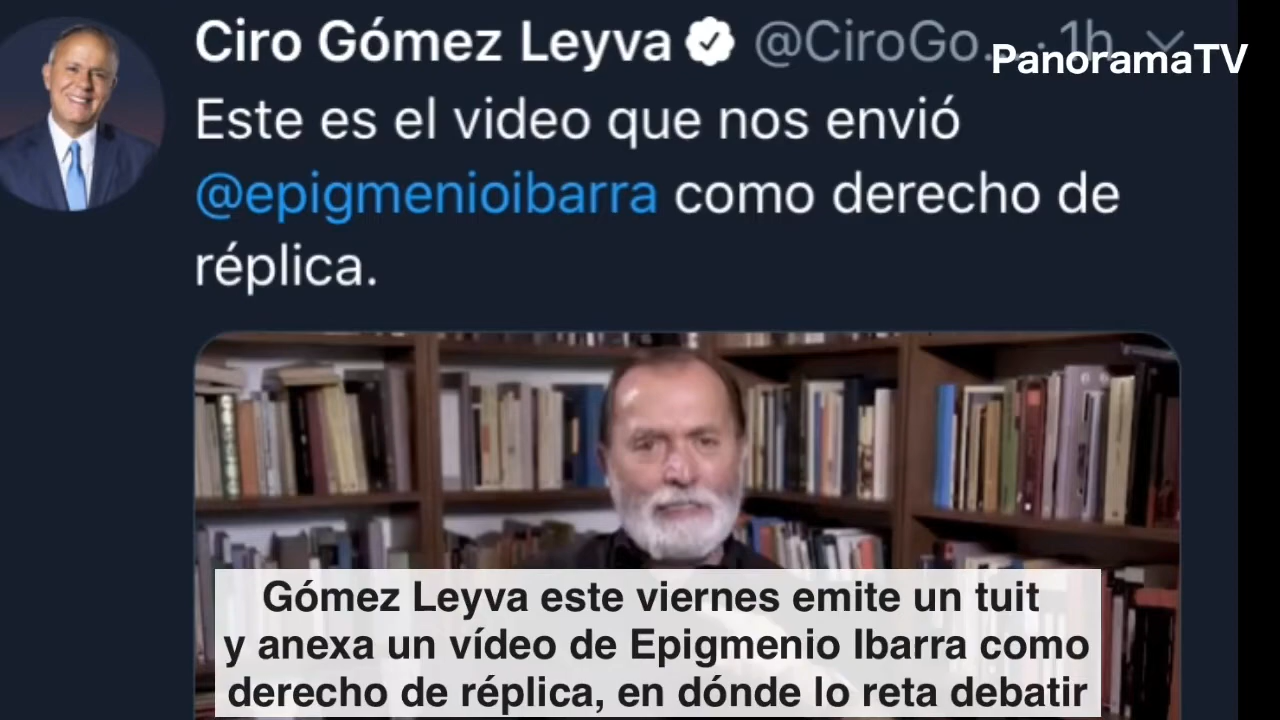 Ciro Gómez Leyva @CiroGo... · 1h
PanoramaTV
Este es el video que nos envió
@epigmenioibarra como derecho de
réplica.
Gómez Leyva este viernes emite un tuit
y anexa un vídeo de Epigmenio Ibarra como
derecho de réplica, en dónde lo reta debatir